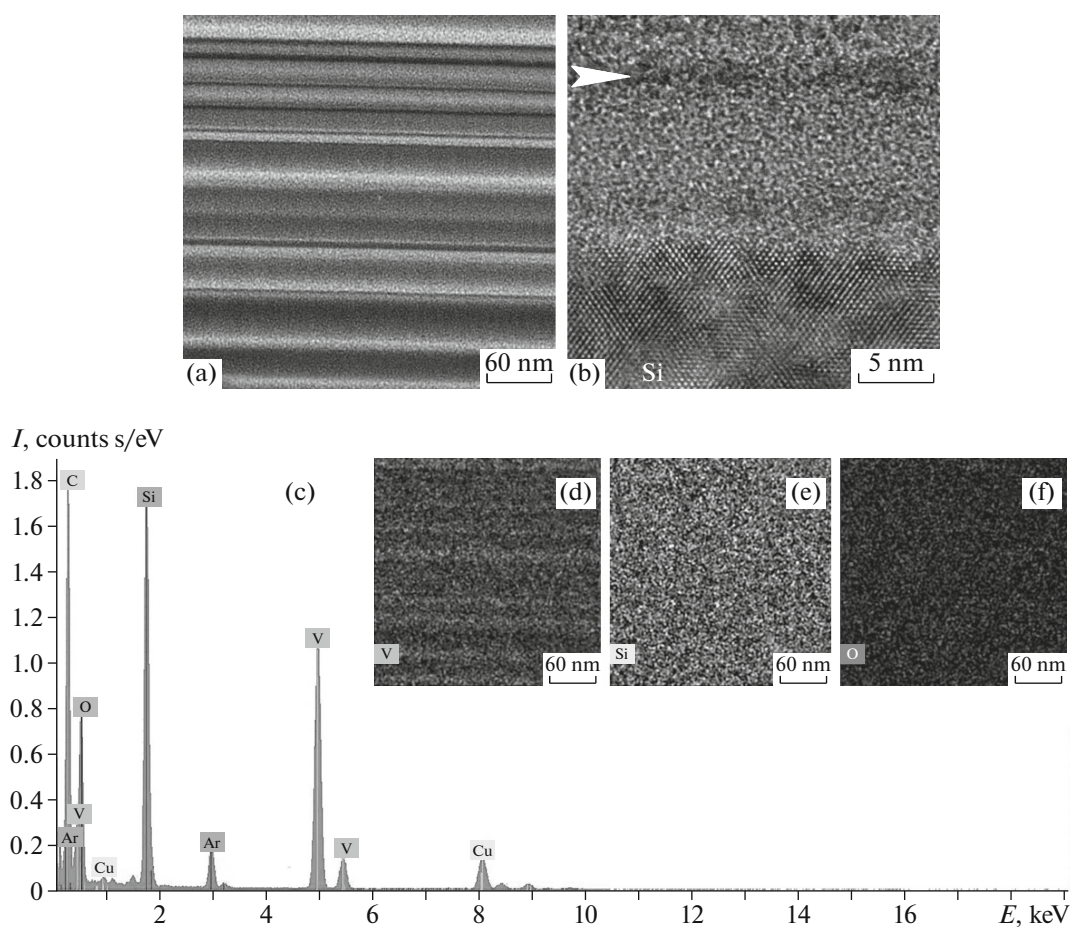 (a)
60 nm
(b)
Si
5 nm
I, counts s/eV
1.8
1.6
1.4
1.2
1.0
0.8
0.6
0.4
0.2
0
C
Si
(c)
O
V
Ar
Cu
Ar
V
V
Cu
(d)
V
60 nm
(e)
Si
60 nm
(f)
O
60 nm
2
4
6
8
10
12
14
16
E, keV